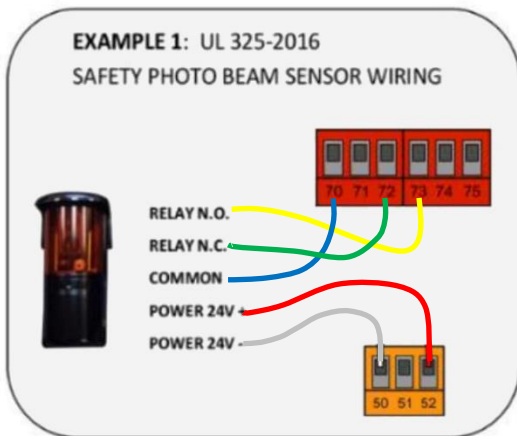 EXAMPLE 1: UL 325-2016
SAFETY PHOTO BEAM SENSOR WIRING
70 71 72 73 74 75
RELAY N.O.
RELAY N.C.
COMMON
POWER 24V +
POWER 24V -
50 51 52